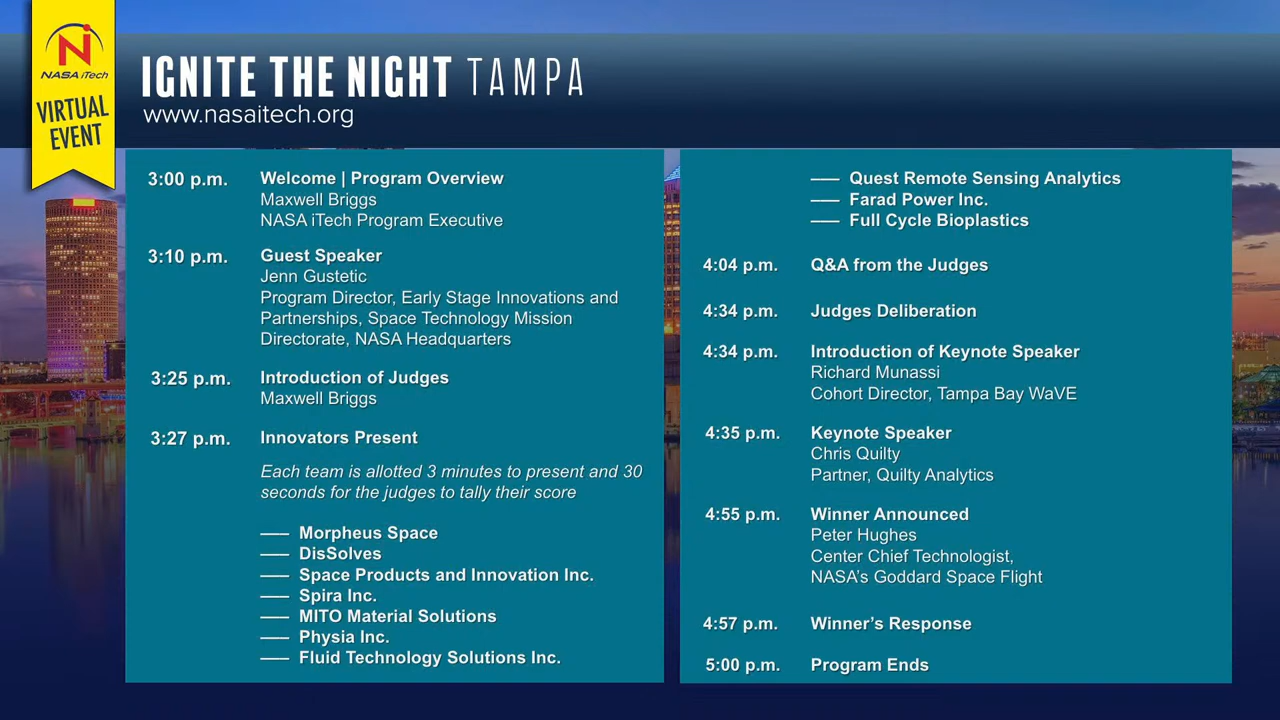 NASA iTech
VIRTUAL
EVENT
IGNITE THE NIGHT TAMPA
www.nasaitech.org
3:00 p.m. Welcome | Program Overview
Maxwell Briggs
NASA iTech Program Executive
3:10 p.m. Guest Speaker
Jenn Gustetic
Program Director, Early Stage Innovations and
Partnerships, Space Technology Mission
Directorate, NASA Headquarters
3:25 p.m. Introduction of Judges
Maxwell Briggs
3:27 p.m. Innovators Present
Each team is allotted 3 minutes to present and 30
seconds for the judges to tally their score
—— Morpheus Space
—— DisSolves
—— Space Products and Innovation Inc.
—— Spira Inc.
—— MITO Material Solutions
—— Physia Inc.
—— Fluid Technology Solutions Inc.
—— Quest Remote Sensing Analytics
—— Farad Power Inc.
—— Full Cycle Bioplastics
4:04 p.m. Q&A from the Judges
4:34 p.m. Judges Deliberation
4:34 p.m. Introduction of Keynote Speaker
Richard Munassi
Cohort Director, Tampa Bay WaVE
4:35 p.m. Keynote Speaker
Chris Quilty
Partner, Quilty Analytics
4:55 p.m. Winner Announced
Peter Hughes
Center Chief Technologist,
NASA's Goddard Space Flight
4:57 p.m. Winner's Response
5:00 p.m. Program Ends